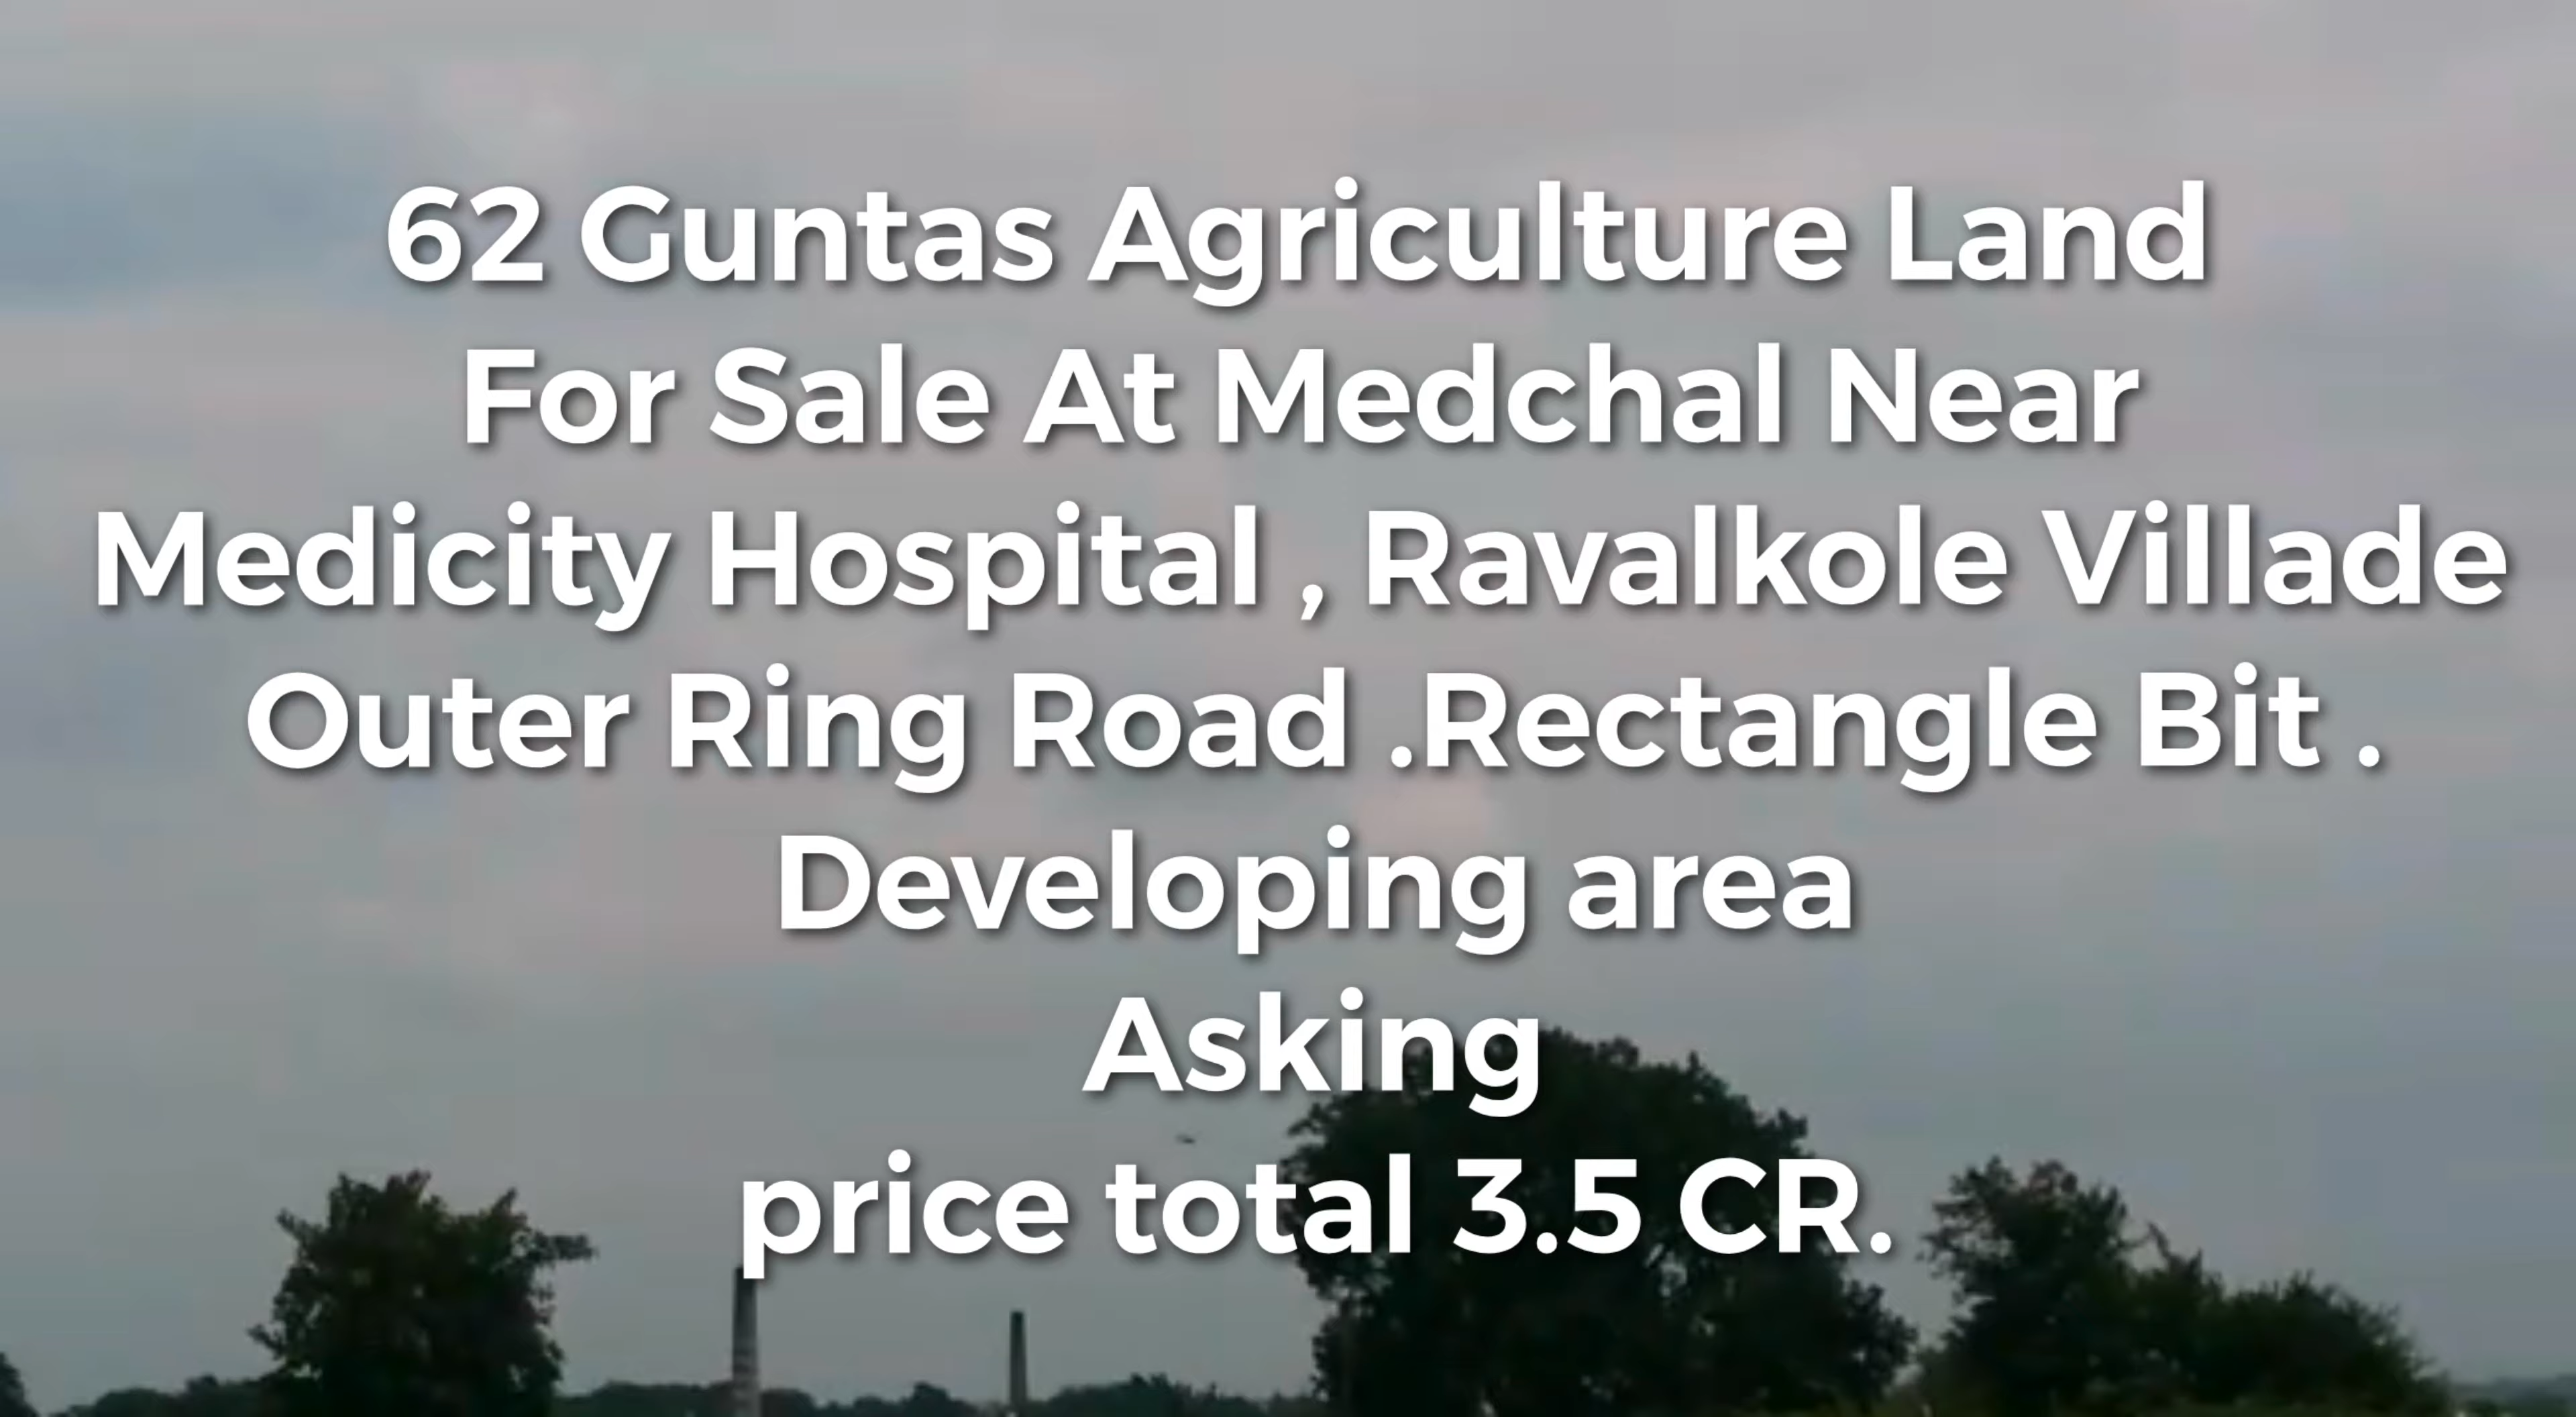 62 Guntas Agriculture Land
For Sale At Medchal Near
Medicity Hospital , Ravalkole Villade
Outer Ring Road .Rectangle Bit .
Developing area
Asking
price total 3.5 CR.